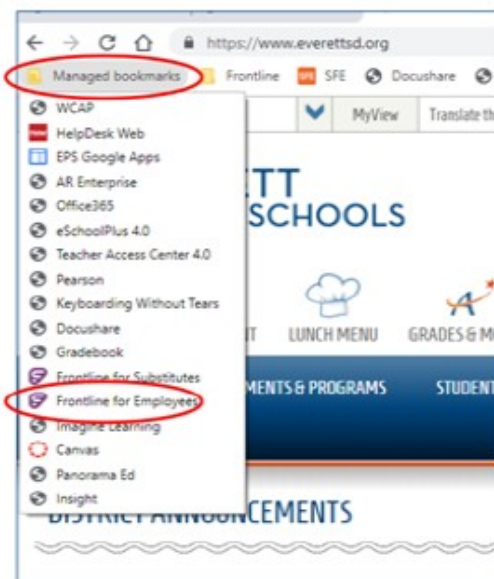 https://www.everettsd.org
Managed bookmarks Frontline SFE Docushare
WCAP
HelpDesk Web
EPS Google Apps
AR Enterprise
Office365
eSchoolPlus 4.0
Teacher Access Center 4.0
Pearson
Keyboarding Without Tears
Docushare
Gradebook
Frontline for Substitutes
Frontline for Employees
Imagine Learning
Canvas
Panorama Ed
Insight
MyView Translate th
ETT
SCHOOLS
LUNCH MENU GRADES & M
MENTS & PROGRAMS STUDENT
DISTRICT ANNOUNCEMENTS